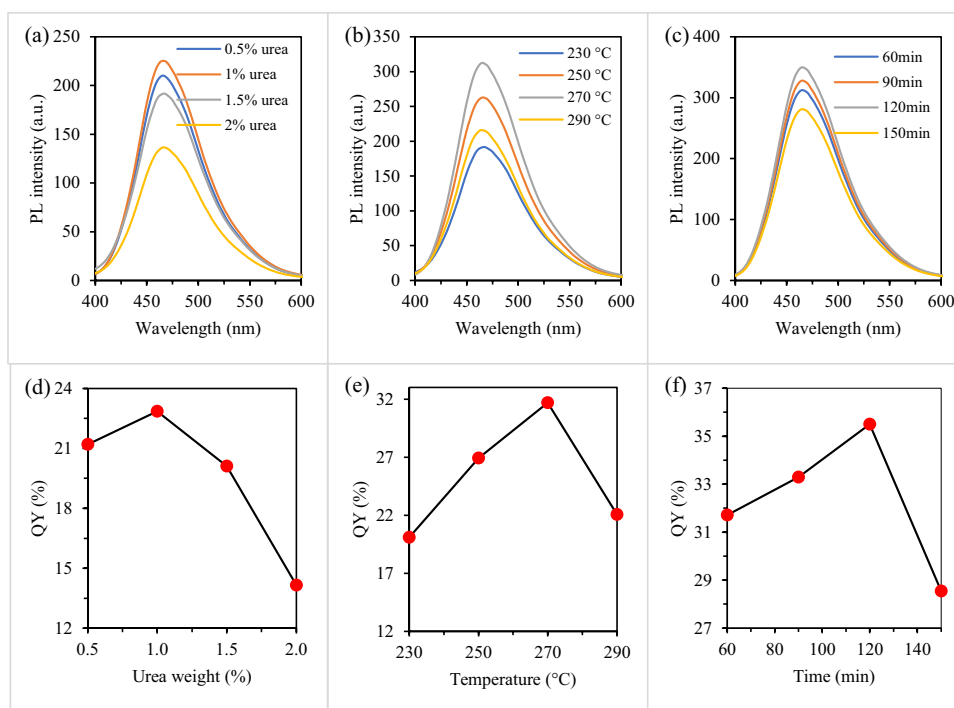 (a)
250
200
150
100
50
0
PL intensity (a.u.)
0.5% urea
1% urea
1.5% urea
2% urea
400 450 500 550 600
Wavelength (nm)
(b)
350
300
250
200
150
100
50
0
PL intensity (a.u.)
230 °C
250 °C
270 °C
290 °C
400 450 500 550 600
Wavelength (nm)
(c)
400
300
200
100
0
PL intensity (a.u.)
60min
90min
120min
150min
400 450 500 550 600
Wavelength (nm)
(d)
24
21
18
15
12
QY (%)
0.5 1.0 1.5 2.0
Urea weight (%)
(e)
32
27
22
17
12
QY (%)
230 250 270 290
Temperature (°C)
(f)
37
35
33
31
29
27
QY (%)
60 80 100 120 140
Time (min)